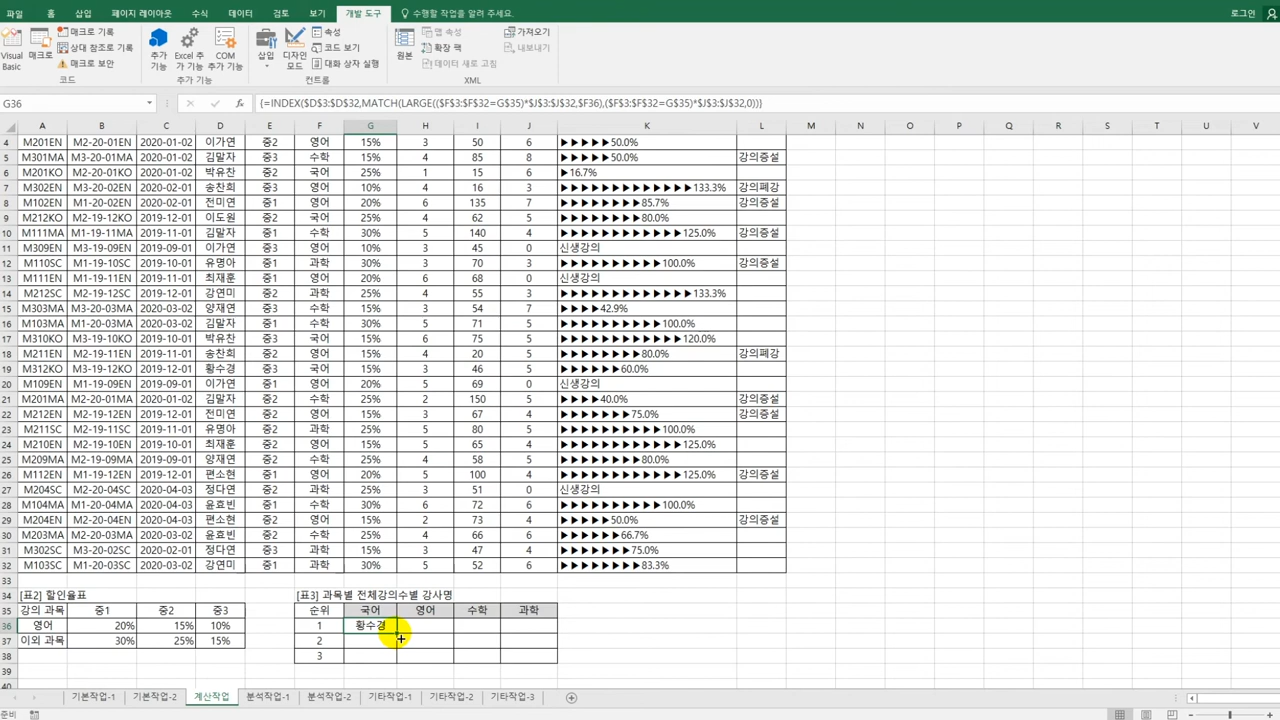 파일 홈 삽입 페이지 레이아웃 수식 데이터 검토 보기 개발 도구 수행할 작업을 알려 주세요. 로그인
Visual Basic 매크로 매크로 기록 상대 참조로 기록 매크로 보안 추가 기능 Excel 추가 기능 COM 추가 기능 삽입 디자인 모드 속성 코드 보기 대화 상자 실행 원본 맵 속성 확장 팩 데이터 새로 고침 가져오기 내보내기
코드 추가 기능 컨트롤 XML
G36 fx {=INDEX($D$3:$D$32,MATCH(LARGE(($F$3:$F$32=G$35)*$J$3:$J$32,$F36),($F$3:$F$32=G$35)*$J$3:$J$32,0))}
A B C D E F G H I J K L M N O P Q R S T U V
4 M201EN M2-20-01EN 2020-01-02 이가연 중2 영어 15% 3 50 6 ▶▶▶▶▶50.0%
5 M301MA M3-20-01MA 2020-01-02 김말자 중3 수학 15% 4 85 8 ▶▶▶▶▶50.0% 강의증설
6 M201KO M2-20-01KO 2020-01-02 박유찬 중2 국어 25% 1 15 6 ▶16.7%
7 M302EN M3-20-02EN 2020-02-01 송찬희 중3 영어 10% 4 16 3 ▶▶▶▶▶▶▶▶▶▶▶▶▶133.3% 강의폐강
8 M102EN M1-20-02EN 2020-02-01 전미연 중1 영어 20% 6 135 7 ▶▶▶▶▶▶▶▶85.7% 강의증설
9 M212KO M2-19-12KO 2019-12-01 이도원 중2 국어 25% 4 62 5 ▶▶▶▶▶▶▶▶80.0%
10 M111MA M1-19-11MA 2019-11-01 김말자 중1 수학 30% 5 140 4 ▶▶▶▶▶▶▶▶▶▶▶▶125.0% 강의증설
11 M309EN M3-19-09EN 2019-09-01 이가연 중3 영어 10% 3 45 0 신생강의
12 M110SC M1-19-10SC 2019-10-01 유명아 중1 과학 30% 3 70 3 ▶▶▶▶▶▶▶▶▶▶100.0% 강의증설
13 M111EN M1-19-11EN 2019-11-01 최재훈 중1 영어 20% 6 68 0 신생강의
14 M212SC M2-19-12SC 2019-12-01 강연미 중2 과학 25% 4 55 3 ▶▶▶▶▶▶▶▶▶▶▶▶▶133.3%
15 M303MA M3-20-03MA 2020-03-02 양재연 중3 수학 15% 3 54 7 ▶▶▶▶42.9%
16 M103MA M1-20-03MA 2020-03-02 김말자 중1 수학 30% 5 71 5 ▶▶▶▶▶▶▶▶▶▶100.0%
17 M310KO M3-19-10KO 2019-10-01 박유찬 중3 국어 15% 6 75 5 ▶▶▶▶▶▶▶▶▶▶▶▶120.0%
18 M211EN M2-19-11EN 2019-11-01 송찬희 중2 영어 15% 4 20 5 ▶▶▶▶▶▶▶▶80.0% 강의폐강
19 M312KO M3-19-12KO 2019-12-01 황수경 중3 국어 15% 3 46 5 ▶▶▶▶▶▶60.0%
20 M109EN M1-19-09EN 2019-09-01 이가연 중1 영어 20% 5 69 0 신생강의
21 M201MA M2-20-01MA 2020-01-02 김말자 중2 수학 25% 2 150 5 ▶▶▶▶40.0% 강의증설
22 M212EN M2-19-12EN 2019-12-01 전미연 중2 영어 15% 3 67 4 ▶▶▶▶▶▶▶75.0% 강의증설
23 M211SC M2-19-11SC 2019-11-01 유명아 중2 과학 25% 5 80 5 ▶▶▶▶▶▶▶▶▶▶100.0%
24 M210EN M2-19-10EN 2019-10-01 최재훈 중2 영어 15% 5 65 4 ▶▶▶▶▶▶▶▶▶▶▶▶125.0%
25 M209MA M2-19-09MA 2019-09-01 양재연 중2 수학 25% 4 58 5 ▶▶▶▶▶▶▶▶80.0%
26 M112EN M1-19-12EN 2019-12-01 편소현 중1 영어 20% 5 100 4 ▶▶▶▶▶▶▶▶▶▶▶▶125.0% 강의증설
27 M204SC M2-20-04SC 2020-04-03 정다연 중2 과학 25% 3 51 0 신생강의
28 M104MA M1-20-04MA 2020-04-03 윤효빈 중1 수학 30% 6 72 6 ▶▶▶▶▶▶▶▶▶▶100.0%
29 M204EN M2-20-04EN 2020-04-03 편소현 중2 영어 15% 2 73 4 ▶▶▶▶▶50.0% 강의증설
30 M203MA M2-20-03MA 2020-03-02 윤효빈 중2 수학 25% 4 66 6 ▶▶▶▶▶▶66.7%
31 M302SC M3-20-02SC 2020-02-01 정다연 중3 과학 15% 3 47 4 ▶▶▶▶▶▶▶75.0%
32 M103SC M1-20-03SC 2020-03-02 강연미 중1 과학 30% 5 52 6 ▶▶▶▶▶▶▶▶83.3%
33
34 [표2] 할인율표 [표3] 과목별 전체강의수별 강사명
35 강의 과목 중1 중2 중3 순위 국어 영어 수학 과학
36 영어 20% 15% 10% 1 황수경
37 이외 과목 30% 25% 15% 2
38 3
39
40
기본작업-1 기본작업-2 계산작업 분석작업-1 분석작업-2 기타작업-1 기타작업-2 기타작업-3
준비